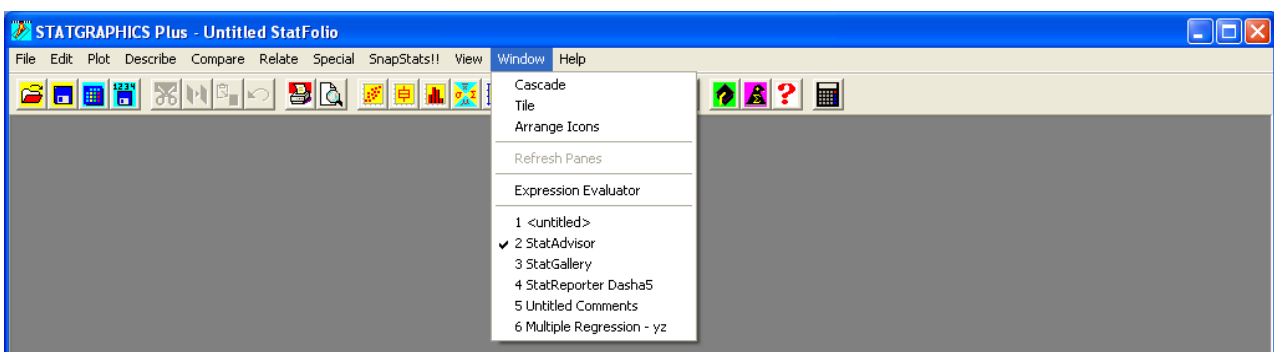 STATGRAPHICS Plus - Untitled StatFolio
File Edit Plot Describe Compare Relate Special SnapStats!! View Window Help
1234
Cascade
Tile
Arrange Icons
Refresh Panes
Expression Evaluator
1 <untitled>
2 StatAdvisor
3 StatGallery
4 StatReporter Dasha5
5 Untitled Comments
6 Multiple Regression - yz